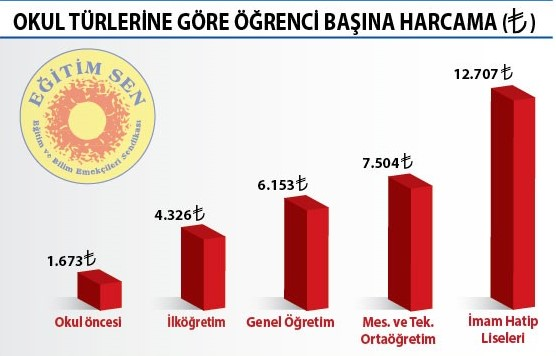 OKUL TÜRLERİNE GÖRE ÖĞRENCİ BAŞINA HARCAMA (₺)
EĞİTİM SEN
Eğitim ve Bilim Emekçileri Sendikası
1.673₺
4.326₺
6.153₺
7.504₺
12.707₺
Okul öncesi
İlköğretim
Genel Öğretim
Mes. ve Tek.
Ortaöğretim
İmam Hatip
Liseleri